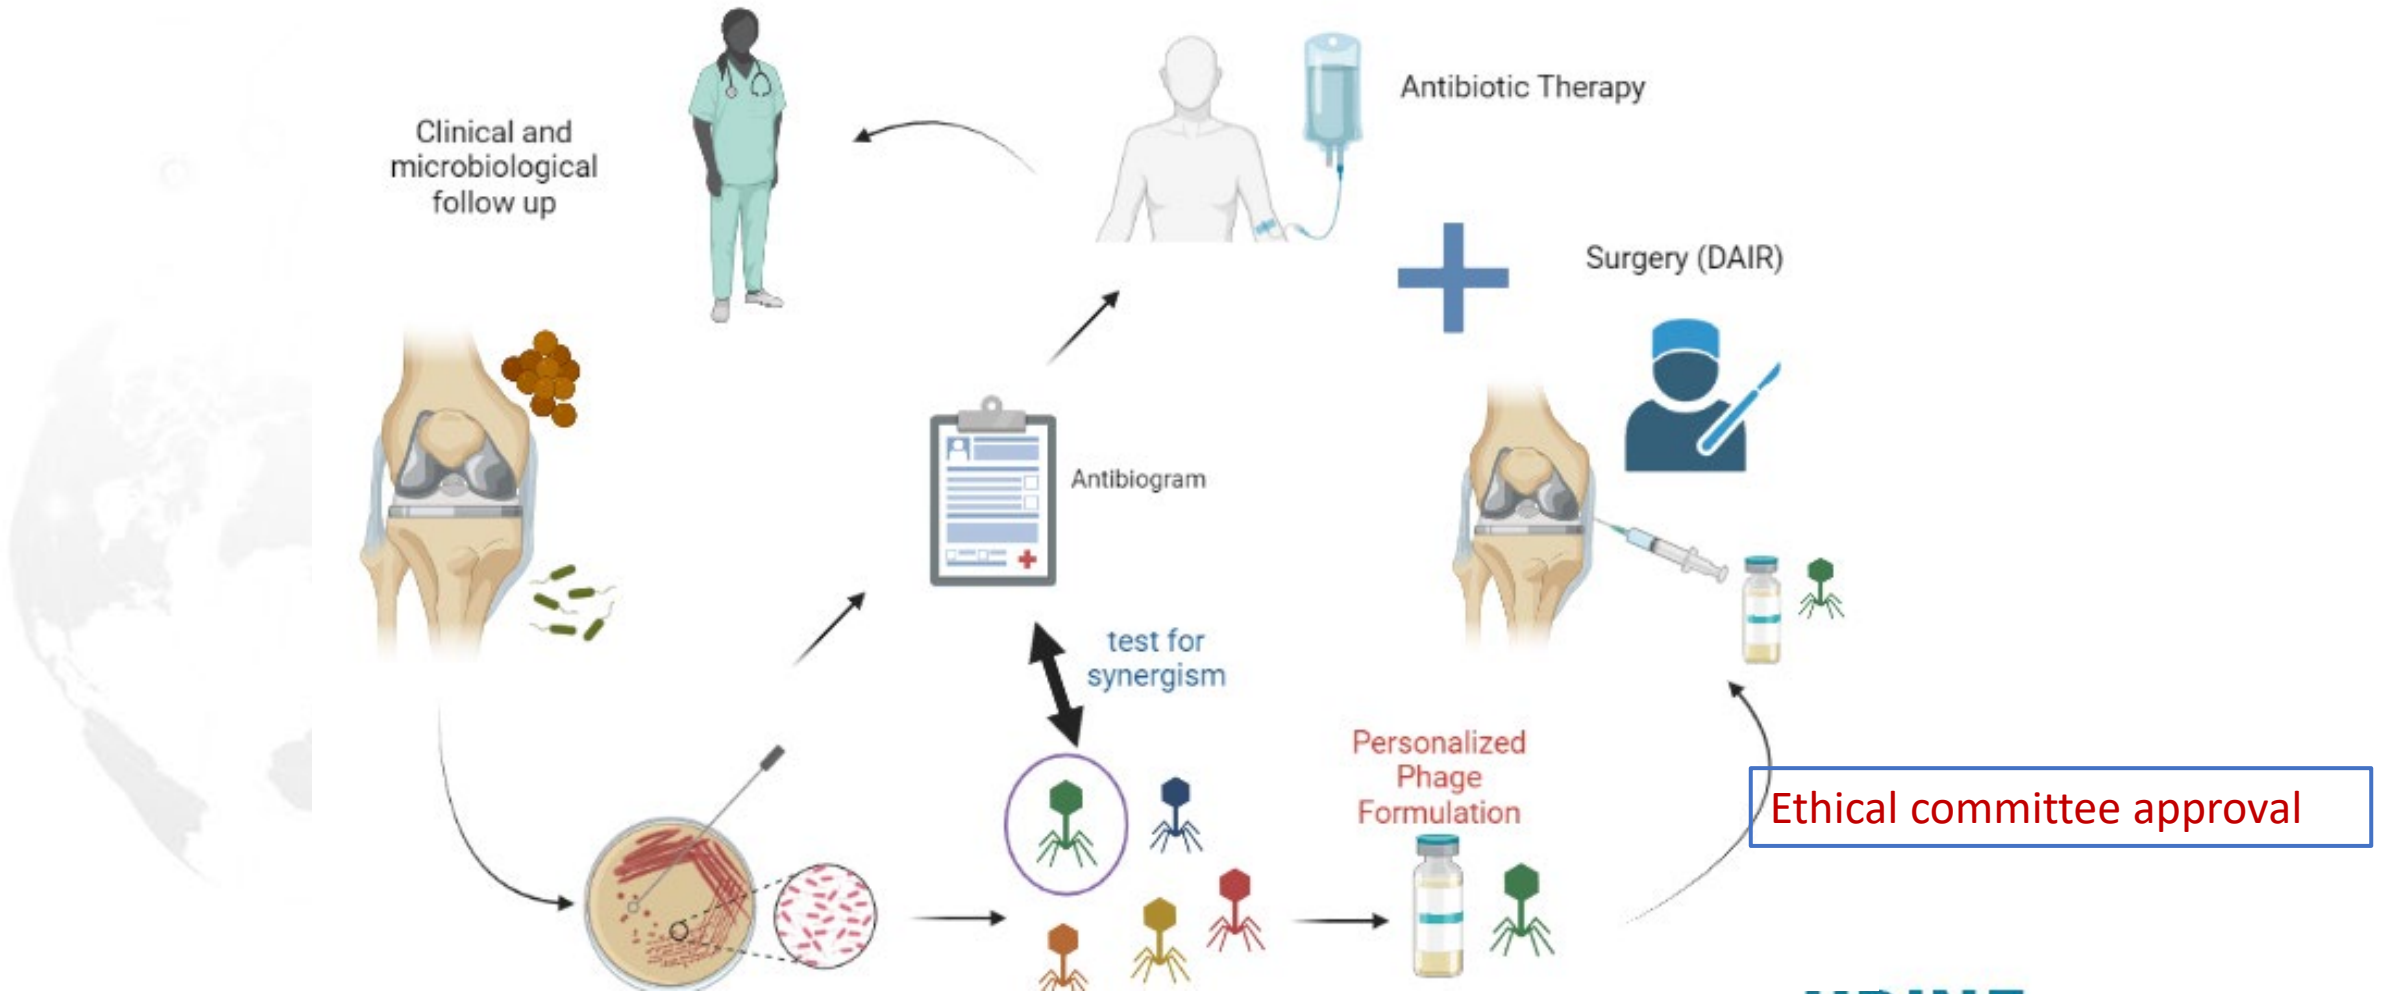 Antibiotic Therapy
Clinical and
microbiological
follow up
Surgery (DAIR)
Antibiogram
test for
synergism
Personalized
Phage
Formulation
Ethical committee approval